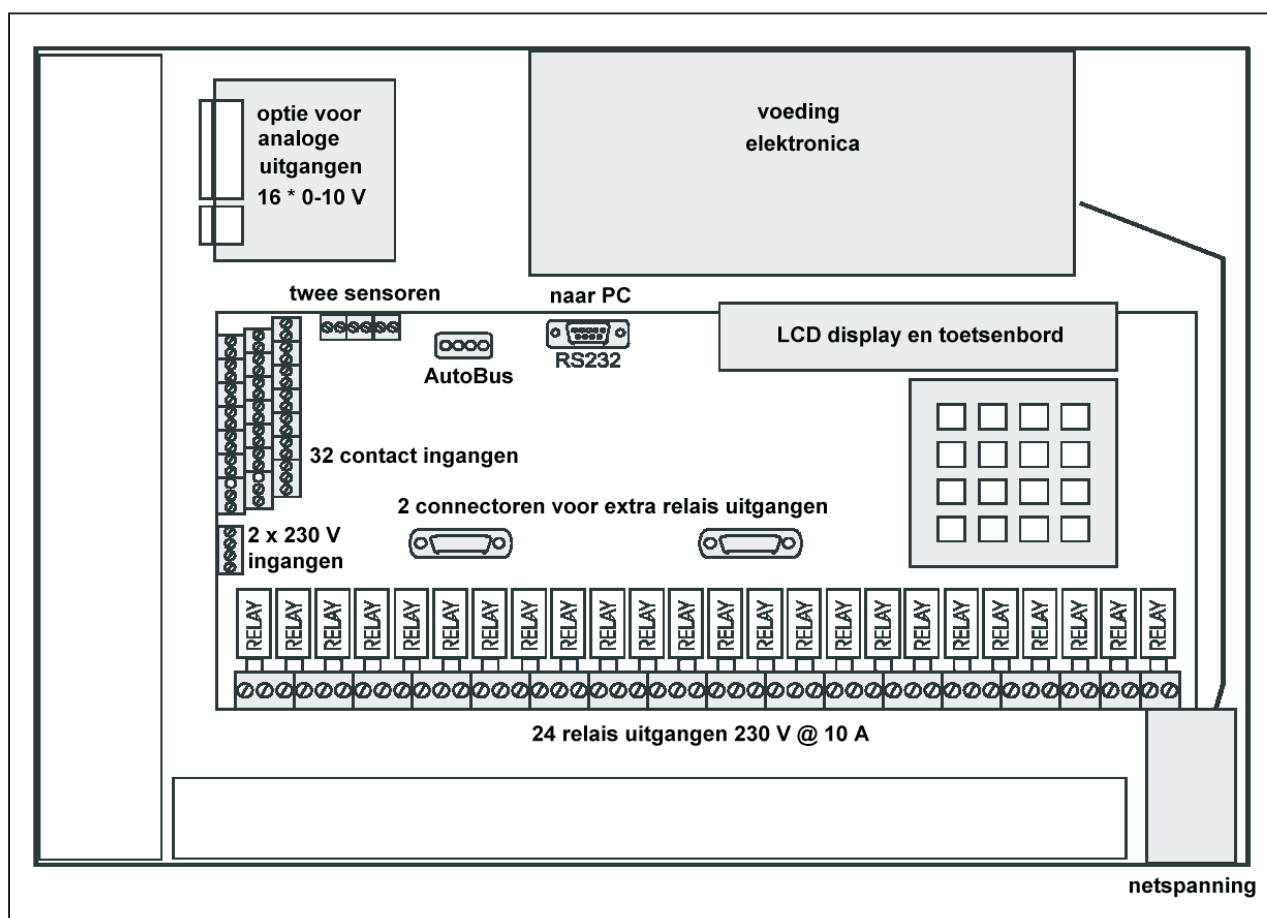 optie voor
analoge
uitgangen
16 * 0-10 V
voeding
elektronica
twee sensoren
naar PC
RS232
AutoBus
LCD display en toetsenbord
32 contact ingangen
2 connectoren voor extra relais uitgangen
2 x 230 V
ingangen
RELAY RELAY RELAY RELAY RELAY RELAY RELAY RELAY RELAY RELAY RELAY RELAY RELAY RELAY RELAY RELAY RELAY RELAY RELAY RELAY RELAY RELAY RELAY RELAY
24 relais uitgangen 230 V @ 10 A
netspanning